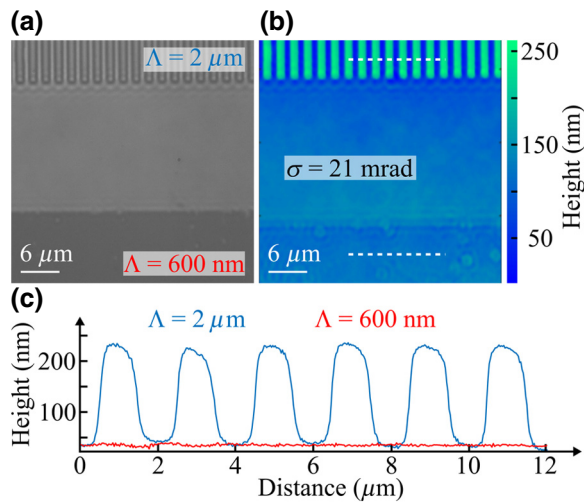 (a)
Λ = 2 μm
6 μm
Λ = 600 nm
(b)
σ = 21 mrad
6 μm
250
150
50
Height (nm)
(c)
Λ = 2 μm
Λ = 600 nm
Height (nm)
200
100
0
2
4
6
8
10
12
Distance (μm)